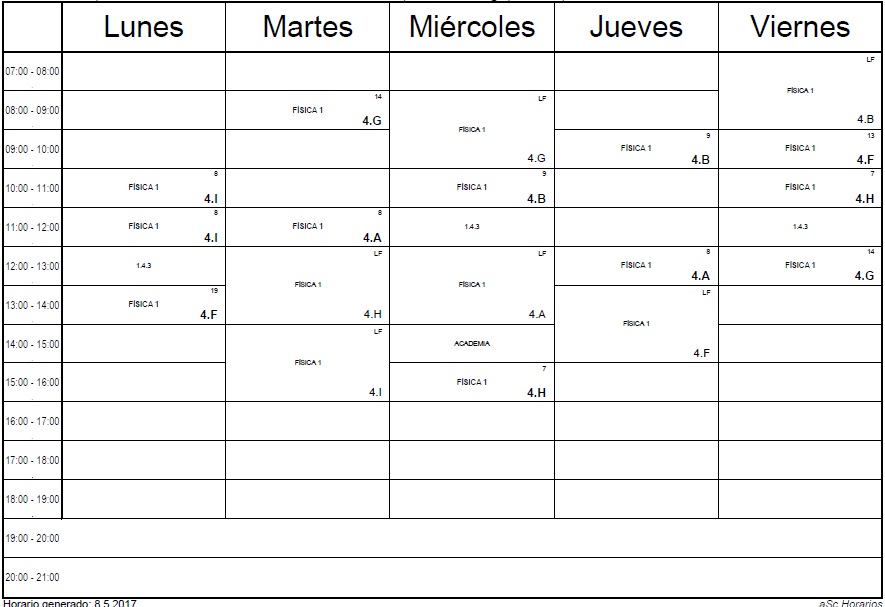 Lunes Martes Miércoles Jueves Viernes
07:00 - 08:00 LF
FÍSICA 1
4.B
08:00 - 09:00 FÍSICA 1 14 4.G LF
FÍSICA 1
4.G
09:00 - 10:00 FÍSICA 1 9 4.B FÍSICA 1 13 4.F
10:00 - 11:00 FÍSICA 1 8 4.I FÍSICA 1 9 4.B FÍSICA 1 7 4.H
11:00 - 12:00 FÍSICA 1 8 4.I FÍSICA 1 8 4.A 1.4.3 1.4.3
12:00 - 13:00 1.4.3 LF LF FÍSICA 1 8 4.A FÍSICA 1 14 4.G
FÍSICA 1 FÍSICA 1
13:00 - 14:00 FÍSICA 1 19 4.F 4.H 4.A LF
FÍSICA 1
4.F
14:00 - 15:00 LF ACADEMIA
FÍSICA 1
4.I
15:00 - 16:00 FÍSICA 1 7 4.H
16:00 - 17:00
17:00 - 18:00
18:00 - 19:00
19:00 - 20:00
20:00 - 21:00
Horario generado: 8.5.2017 aSc Horarios